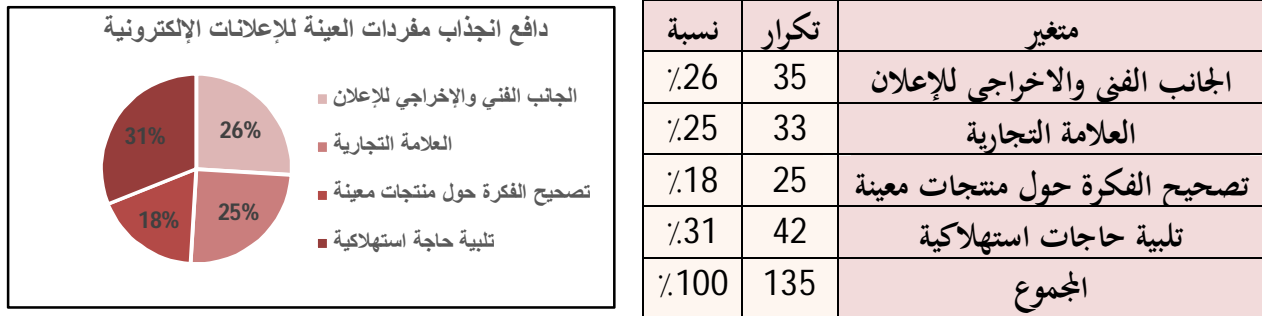 متغير تكرار نسبة
الجانب الفني والاخراجي للإعلان 35 26٪
العلامة التجارية 33 25٪
تصحيح الفكرة حول منتجات معينة 25 18٪
تلبية حاجات استهلاكية 42 31٪
المجموع 135 100٪
دافع انجذاب مفردات العينة للإعلانات الإلكترونية
الجانب الفني والإخراجي للإعلان
العلامة التجارية
تصحيح الفكرة حول منتجات معينة
تلبية حاجة استهلاكية
26%
25%
18%
31%